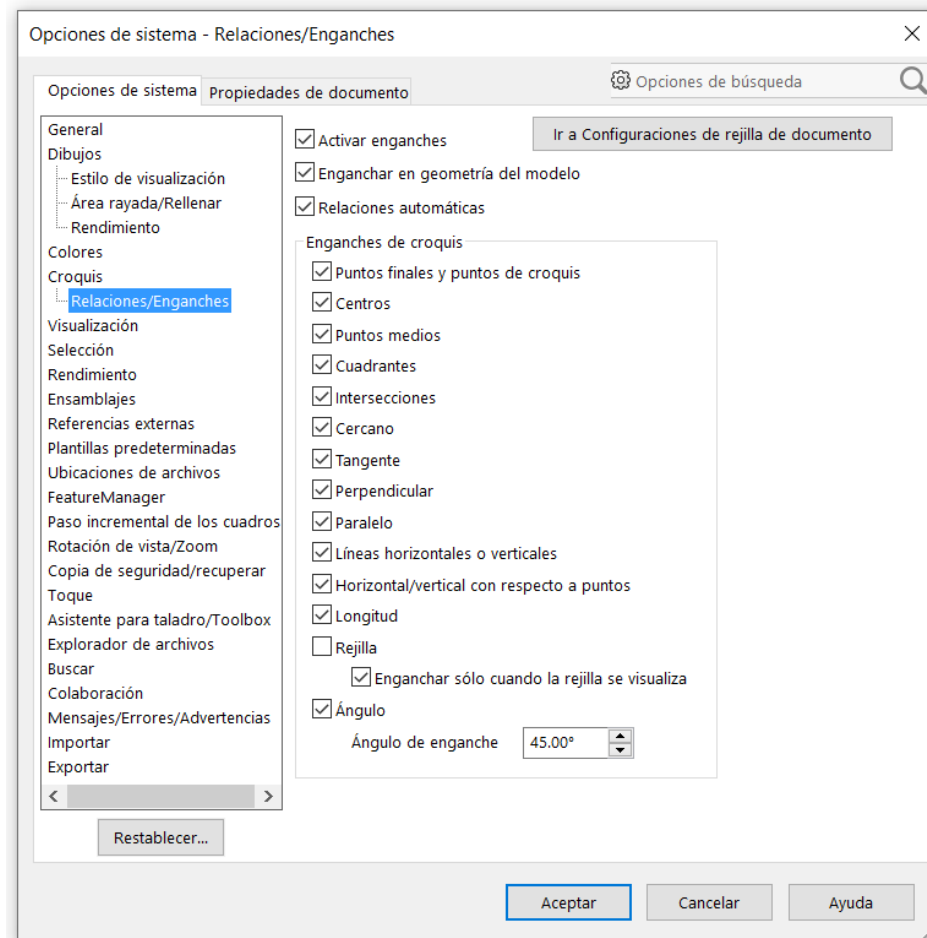 Opciones de sistema - Relaciones/Enganches
Opciones de sistema
Propiedades de documento
Opciones de búsqueda
General
Dibujos
Estilo de visualización
Área rayada/Rellenar
Rendimiento
Colores
Croquis
Relaciones/Enganches
Visualización
Selección
Rendimiento
Ensamblajes
Referencias externas
Plantillas predeterminadas
Ubicaciones de archivos
FeatureManager
Paso incremental de los cuadros
Rotación de vista/Zoom
Copia de seguridad/recuperar
Toque
Asistente para taladro/Toolbox
Explorador de archivos
Buscar
Colaboración
Mensajes/Errores/Advertencias
Importar
Exportar
Restablecer...
Activar enganches
Ir a Configuraciones de rejilla de documento
Enganchar en geometría del modelo
Relaciones automáticas
Enganches de croquis
Puntos finales y puntos de croquis
Centros
Puntos medios
Cuadrantes
Intersecciones
Cercano
Tangente
Perpendicular
Paralelo
Líneas horizontales o verticales
Horizontal/vertical con respecto a puntos
Longitud
Rejilla
Enganchar sólo cuando la rejilla se visualiza
Ángulo
Ángulo de enganche 45.00°
Aceptar
Cancelar
Ayuda